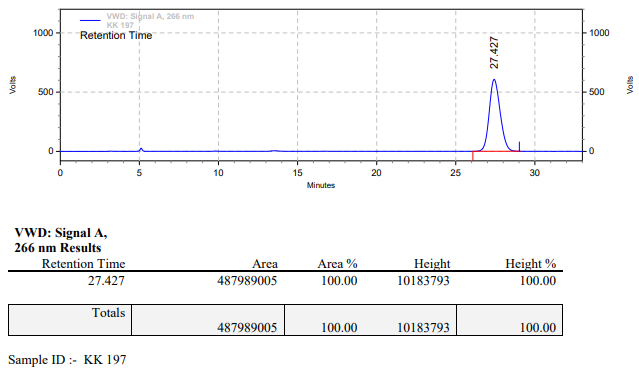 VWD: Signal A, 266 nm
KK 197
Retention Time
1000
500
0
Volts
27.427
1000
500
0
Volts
0 5 10 15 20 25 30
Minutes
VWD: Signal A,
266 nm Results
Retention Time Area Area % Height Height %
27.427 487989005 100.00 10183793 100.00
Totals
487989005 100.00 10183793 100.00
Sample ID :- KK 197